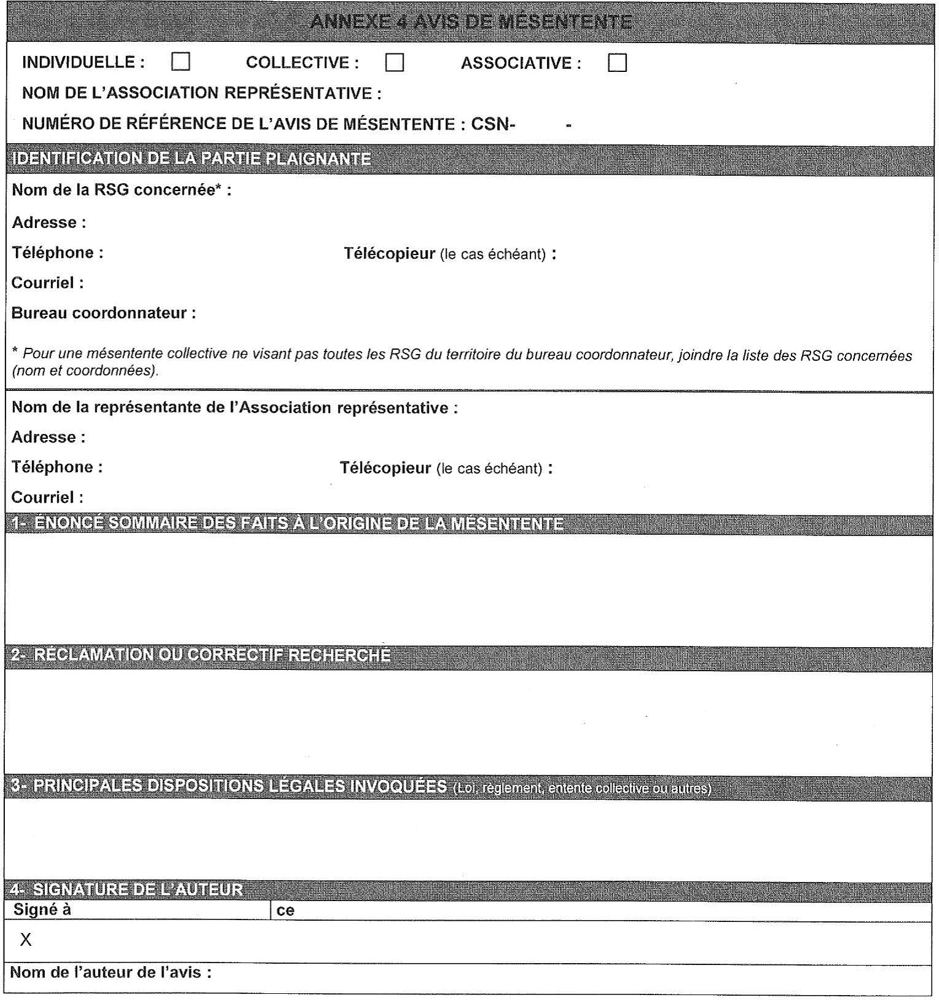 ANNEXE 4 AVIS DE MÉSENTENTE
INDIVIDUELLE : COLLECTIVE : ASSOCIATIVE :
NOM DE L'ASSOCIATION REPRÉSENTATIVE :
NUMÉRO DE RÉFÉRENCE DE L'AVIS DE MÉSENTENTE : CSN- -
IDENTIFICATION DE LA PARTIE PLAIGNANTE
Nom de la RSG concernée* :
Adresse :
Téléphone : Télécopieur (le cas échéant) :
Courriel :
Bureau coordonnateur :
* Pour une mésentente collective ne visant pas toutes les RSG du territoire du bureau coordonnateur, joindre la liste des RSG concernées
(nom et coordonnées).
Nom de la représentante de l'Association représentative :
Adresse :
Téléphone : Télécopieur (le cas échéant) :
Courriel :
1- ÉNONCÉ SOMMAIRE DES FAITS À L'ORIGINE DE LA MÉSENTENTE
2- RÉCLAMATION OU CORRECTIF RECHERCHÉ
3- PRINCIPALES DISPOSITIONS LÉGALES INVOQUÉES (Loi, règlement, entente collective ou autres)
4- SIGNATURE DE L'AUTEUR
Signé à ce
X
Nom de l'auteur de l'avis :